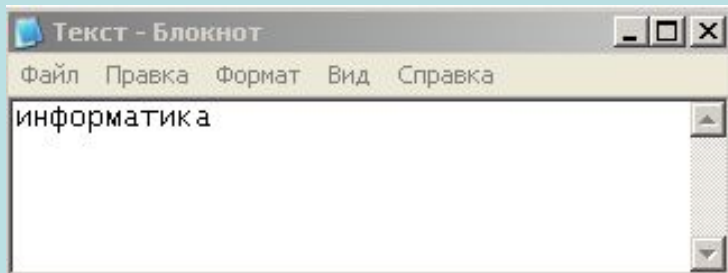 Текст - Блокнот
Файл Правка Формат Вид Справка
информатика